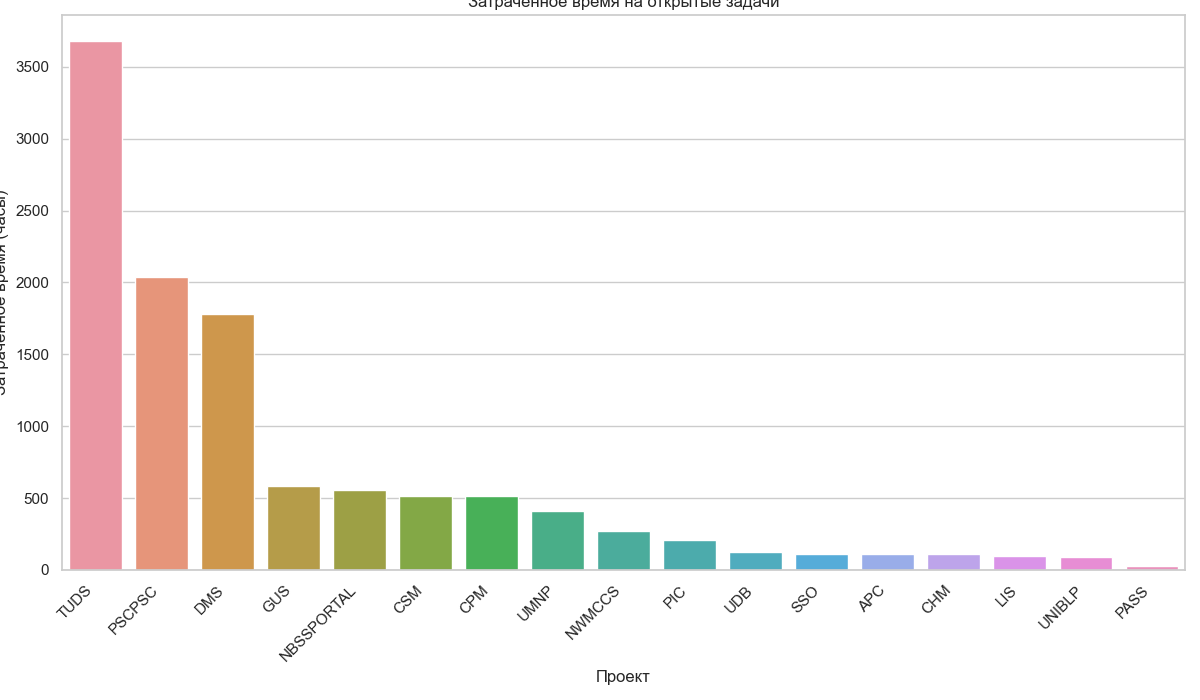 Затраченное время на открытые задачи
Затраченное время (часы)
3500
3000
2500
2000
1500
1000
500
0
TUDS
PSCPSC
DMS
GUS
NBSSPORTAL
CSM
CPM
UMNP
NWMCCS
PIC
UDB
SSO
APC
CHM
LIS
UNIBLP
PASS
Проект